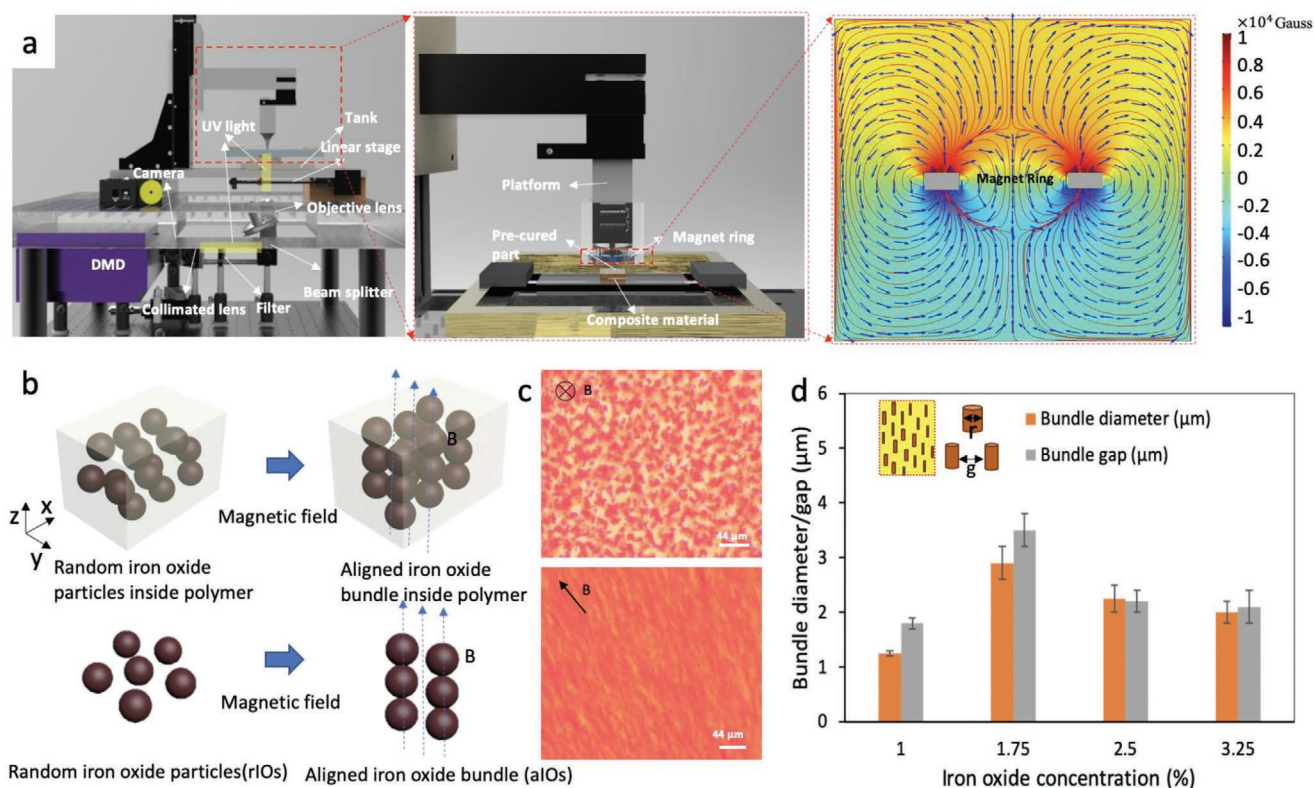 a
UV light
Tank
Linear stage
Camera
Objective lens
DMD
Beam splitter
Collimated lens
Filter
Platform
Pre-cured
part
Magnet ring
Composite material
×10⁴ Gauss
Magnet Ring
1
0.8
0.6
0.4
0.2
0
-0.2
-0.4
-0.6
-0.8
-1
b
z
x
y
Magnetic field
B
Random iron oxide
particles inside polymer
Aligned iron oxide
bundle inside polymer
B
Magnetic field
Random iron oxide particles(rIOs)
Aligned iron oxide bundle (aIOs)
c
B
44 μm
B
44 μm
d
Bundle diameter/gap (μm)
6
5
4
3
2
1
0
r
g
Bundle diameter (μm)
Bundle gap (μm)
1
1.75
2.5
3.25
Iron oxide concentration (%)